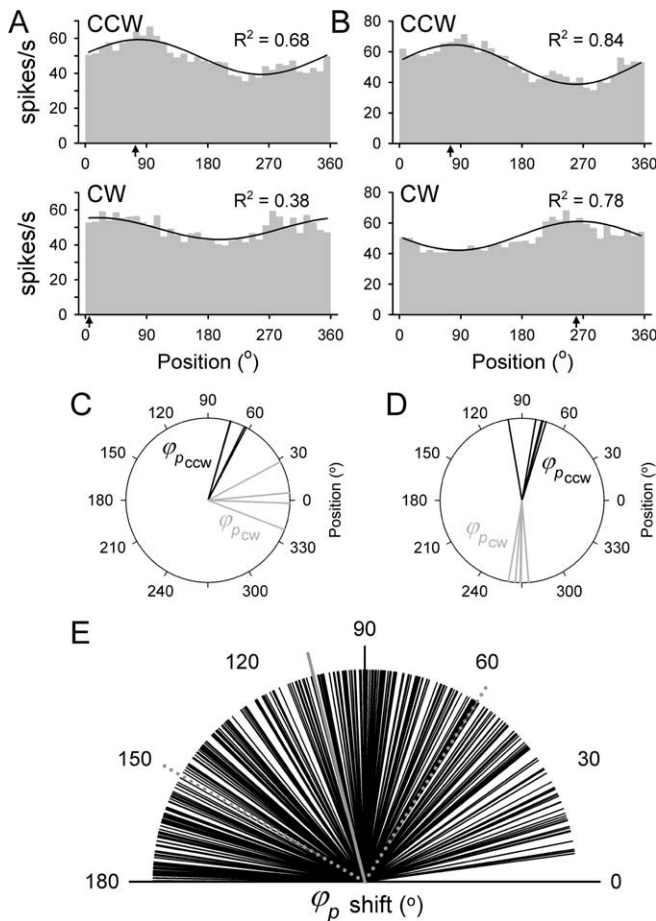 A
B
CCW
R² = 0.68
CCW
R² = 0.84
spikes/s
60
40
20
0
80
60
40
20
0
0 90 180 270 360
0 90 180 270 360
CW
R² = 0.38
CW
R² = 0.78
spikes/s
60
40
20
0
80
60
40
20
0
0 90 180 270 360
0 90 180 270 360
Position (°)
Position (°)
C
D
90
120
60
150
30
180
0
210
330
240
300
φpCCW
φpCW
Position (°)
90
120
60
150
30
180
0
210
330
240
300
φpCCW
φpCW
Position (°)
E
90
120
60
150
30
180
0
φp shift (°)